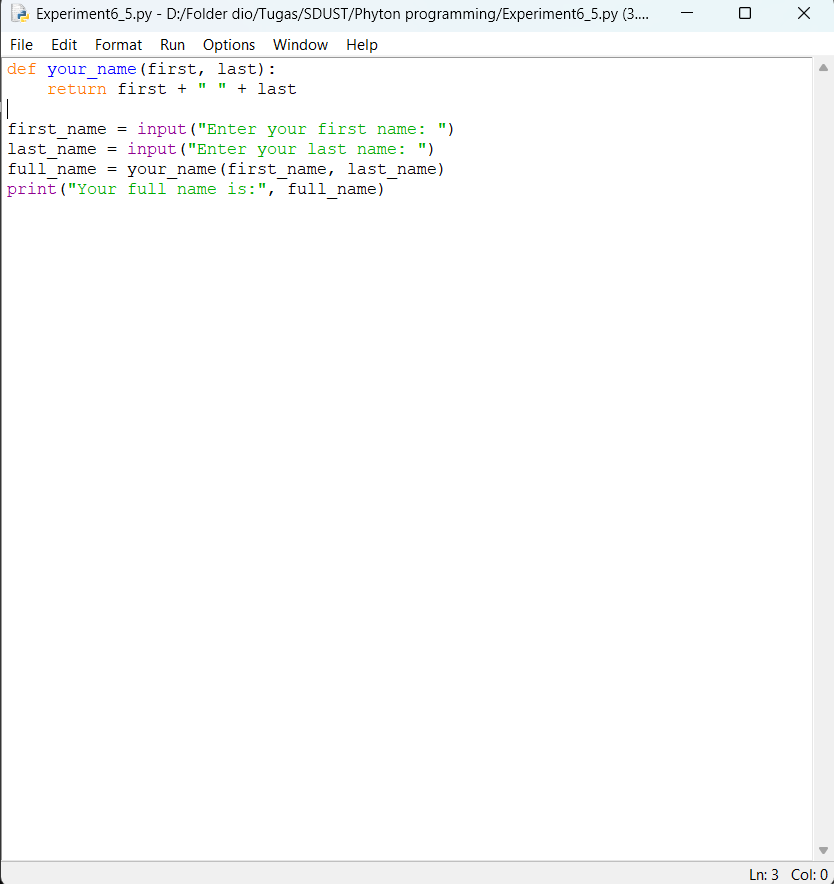 Experiment6_5.py - D:/Folder dio/Tugas/SDUST/Phyton programming/Experiment6_5.py (3....
File Edit Format Run Options Window Help
def your_name(first, last):
    return first + " " + last

first_name = input("Enter your first name: ")
last_name = input("Enter your last name: ")
full_name = your_name(first_name, last_name)
print("Your full name is:", full_name)
Ln: 3 Col: 0